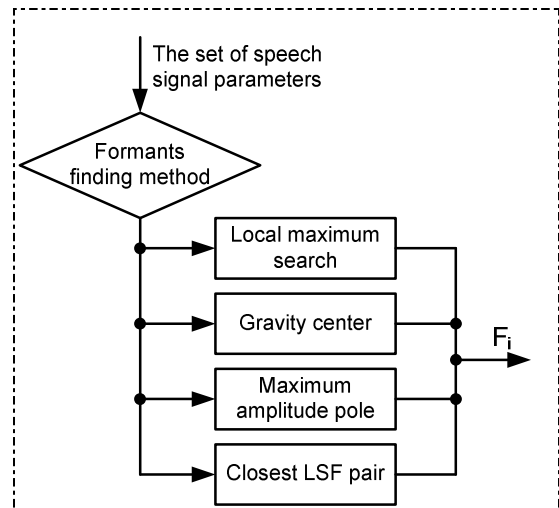 The set of speech
signal parameters
Formants
finding method
Local maximum
search
Gravity center
Fi
Maximum
amplitude pole
Closest LSF pair